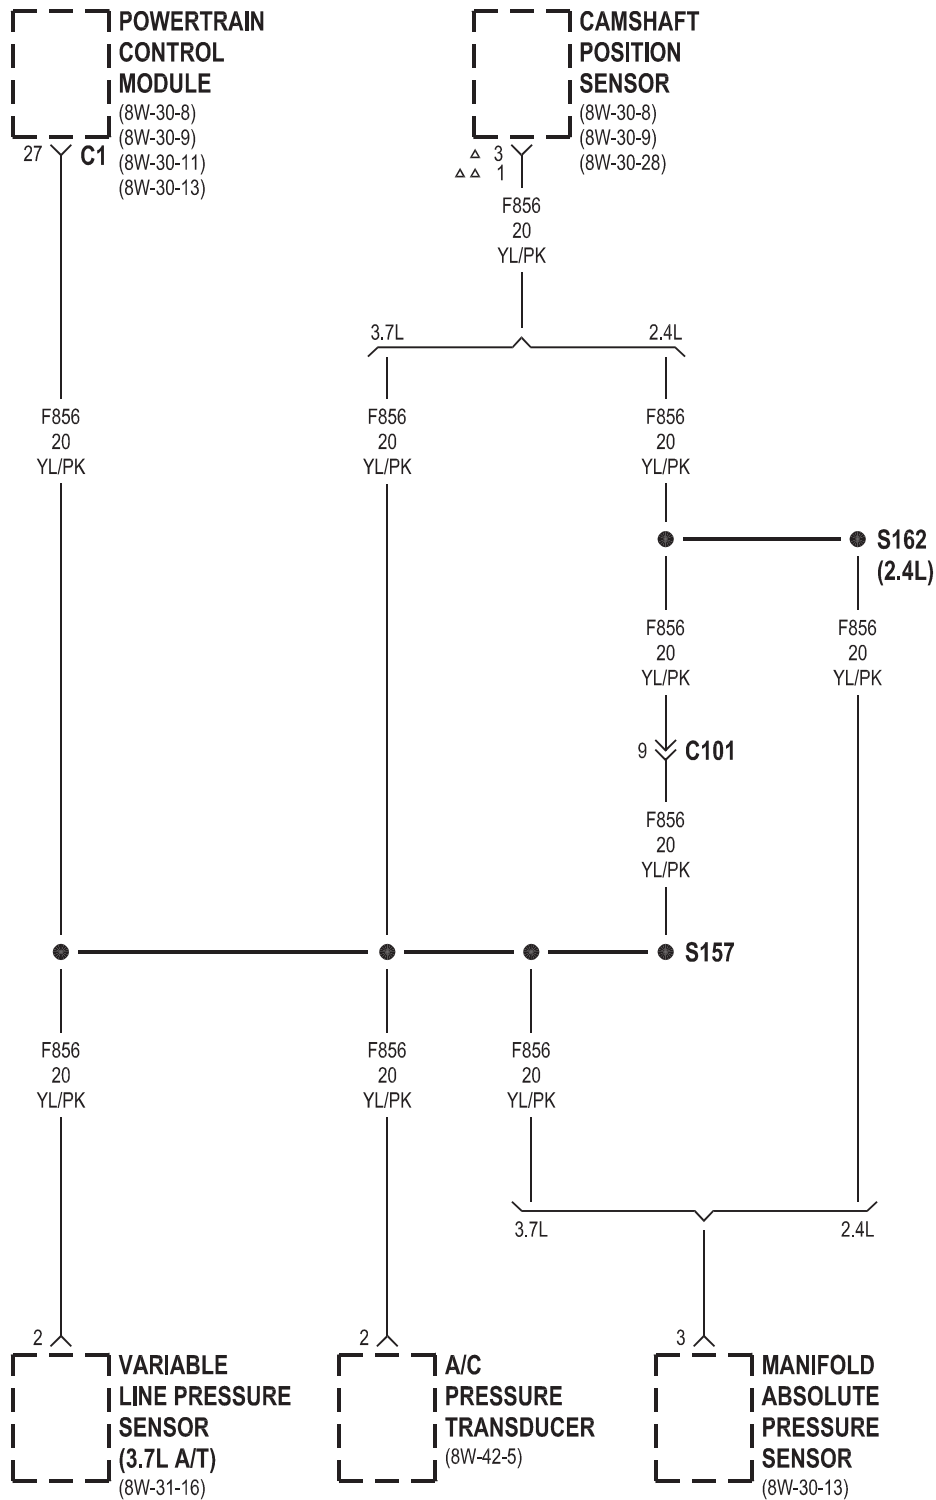 POWERTRAIN
CONTROL
MODULE
(8W-30-8)
(8W-30-9)
(8W-30-11)
(8W-30-13)
27
C1
CAMSHAFT
POSITION
SENSOR
(8W-30-8)
(8W-30-9)
(8W-30-28)
△ 3
△ △ 1
F856
20
YL/PK
3.7L
2.4L
F856
20
YL/PK
F856
20
YL/PK
F856
20
YL/PK
S162
(2.4L)
F856
20
YL/PK
F856
20
YL/PK
9
C101
F856
20
YL/PK
S157
F856
20
YL/PK
F856
20
YL/PK
F856
20
YL/PK
3.7L
2.4L
2
VARIABLE
LINE PRESSURE
SENSOR
(3.7L A/T)
(8W-31-16)
2
A/C
PRESSURE
TRANSDUCER
(8W-42-5)
3
MANIFOLD
ABSOLUTE
PRESSURE
SENSOR
(8W-30-13)